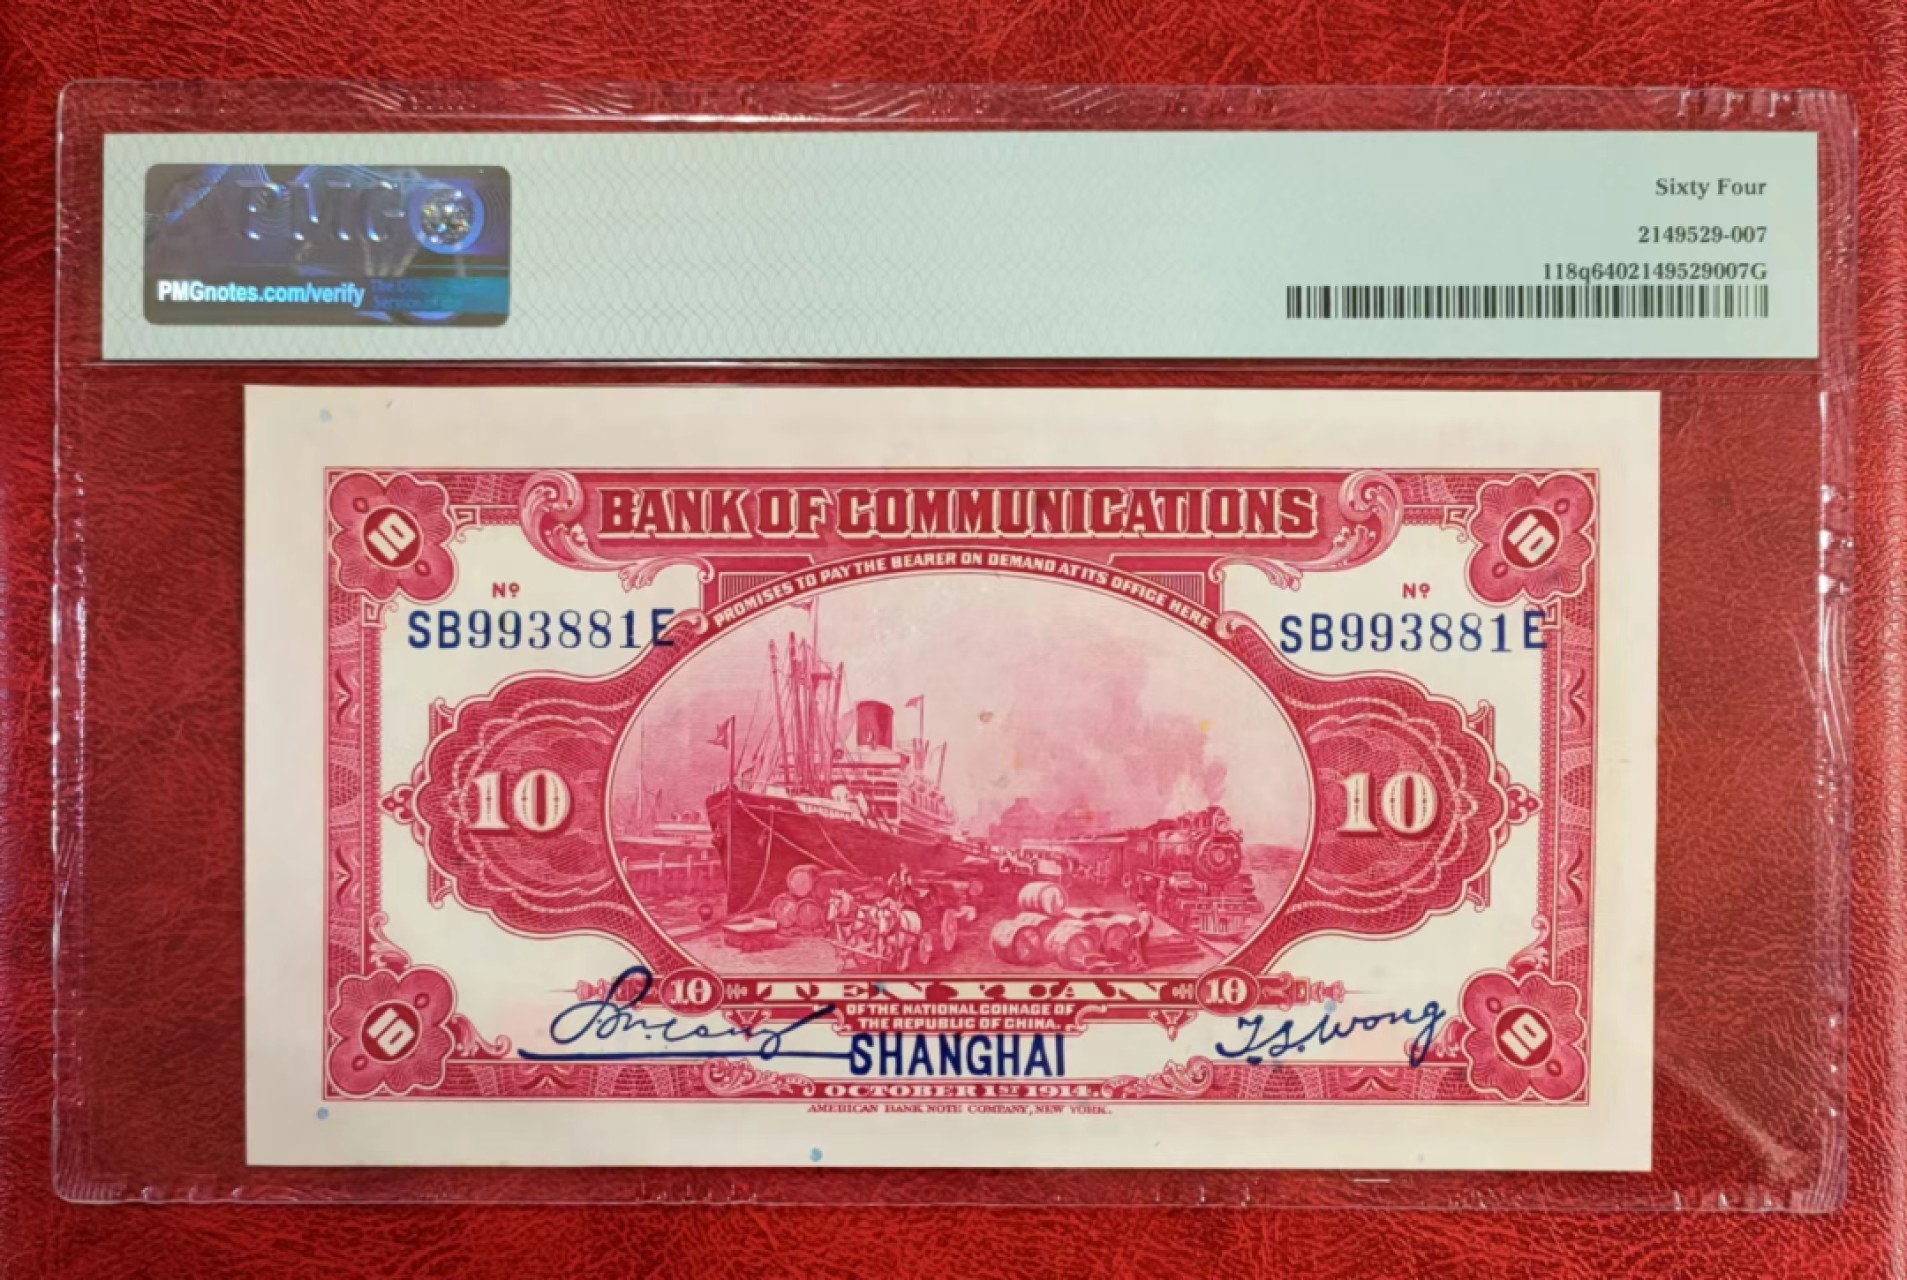 Sixty Four
2149529-007
118q6402149529007G
PMG
PMGnotes.com/verify
BANK OF COMMUNICATIONS
PROMISES TO PAY THE BEARER ON DEMAND AT ITS OFFICE HERE
10 10
Nº Nº
SB993881E SB993881E
10 10
10 TEN YUAN 10
OF THE NATIONAL COINAGE OF
THE REPUBLIC OF CHINA.
T.S. Wong
SHANGHAI
10 10
OCTOBER 1ST 1914.
AMERICAN BANK NOTE COMPANY, NEW YORK.